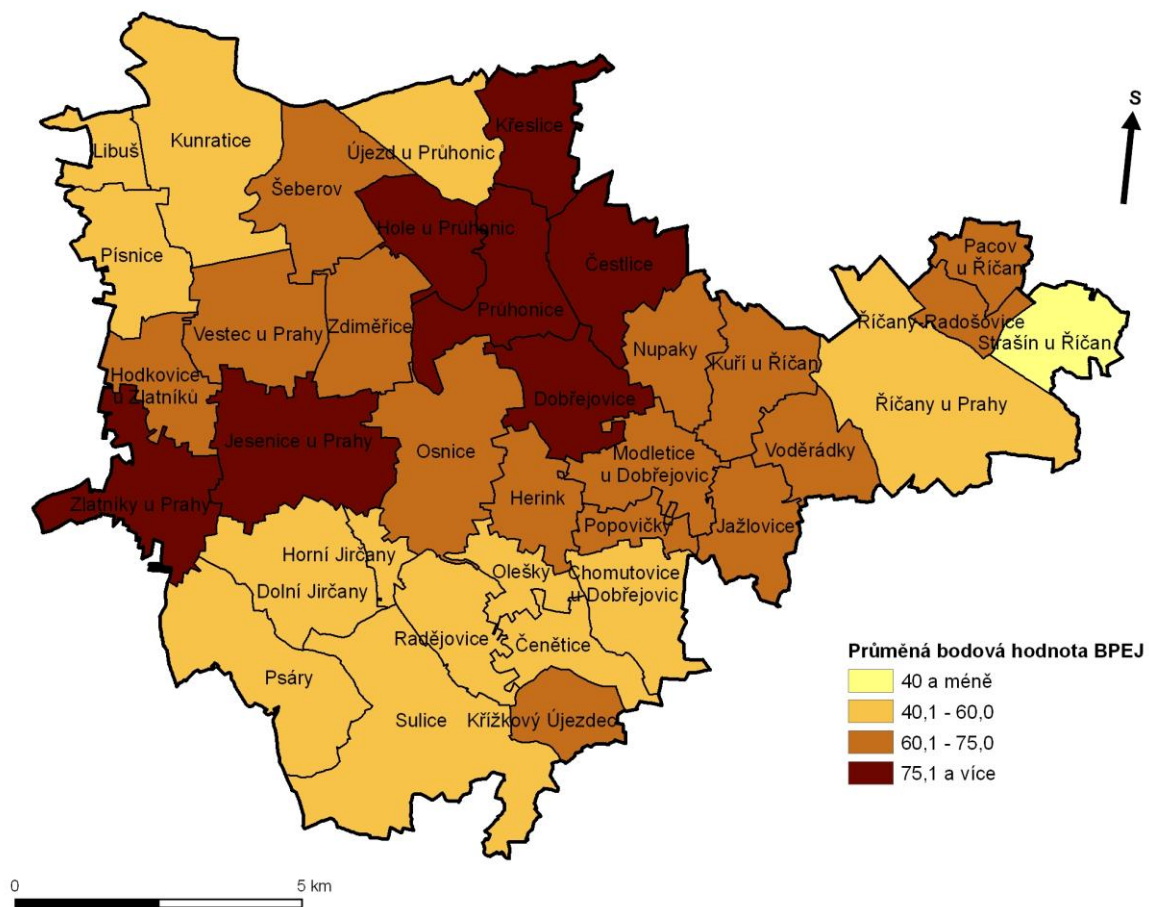 S
Křeslice
Libuš
Kunratice
Újezd u Průhonic
Šeberov
Hole u Průhonic
Písnice
Čestlice
Pacov
u Říčan
Průhonice
Vestec u Prahy
Zdiměřice
Říčany-Radošovice
Strašín u Říčan
Nupaky
Kuří u Říčan
Hodkovice
u Zlatníků
Dobřejovice
Říčany u Prahy
Jesenice u Prahy
Osnice
Modletice
u Dobřejovic
Voděrádky
Zlatníky u Prahy
Herink
Popovičky
Jažlovice
Horní Jirčany
Olešky
Chomutovice
u Dobřejovic
Dolní Jirčany
Radějovice
Čenětice
Psáry
Sulice
Křížkový Újezdec
Průměrná bodová hodnota BPEJ
40 a méně
40,1 - 60,0
60,1 - 75,0
75,1 a více
0
5 km